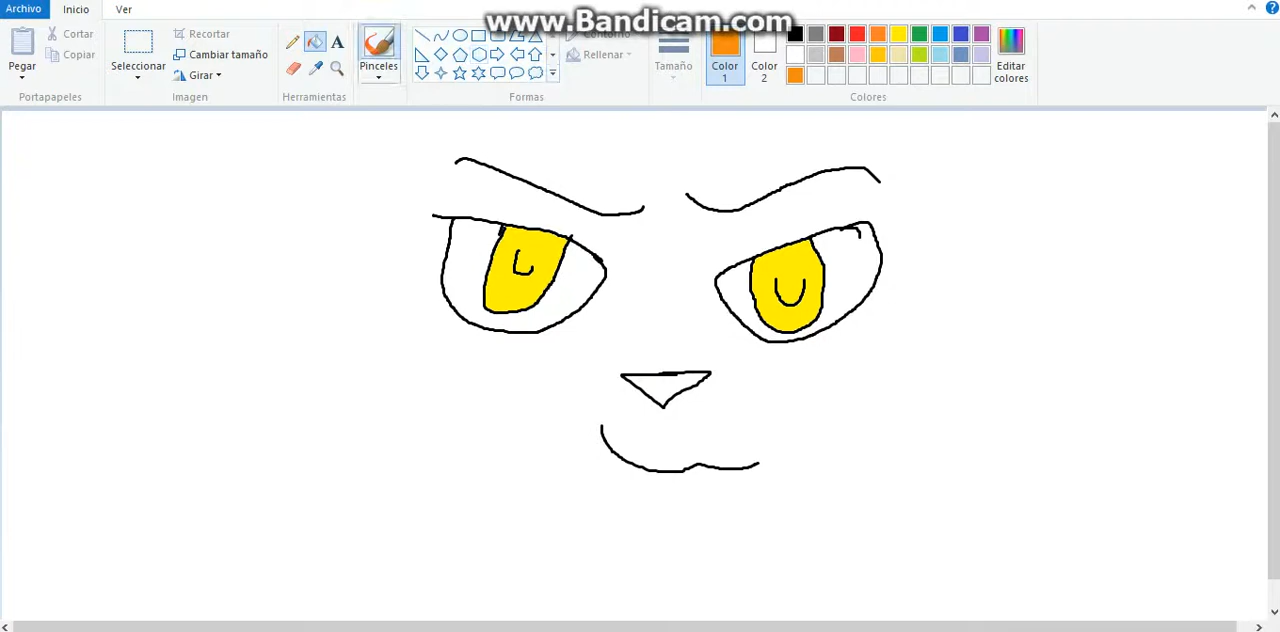 www.Bandicam.com
Archivo Inicio Ver
Pegar
Cortar
Copiar
Portapapeles
Seleccionar
Recortar
Cambiar tamaño
Girar
Imagen
A
Herramientas
Pinceles
Contorno
Rellenar
Formas
Tamaño
Color 1
Color 2
Editar colores
Colores